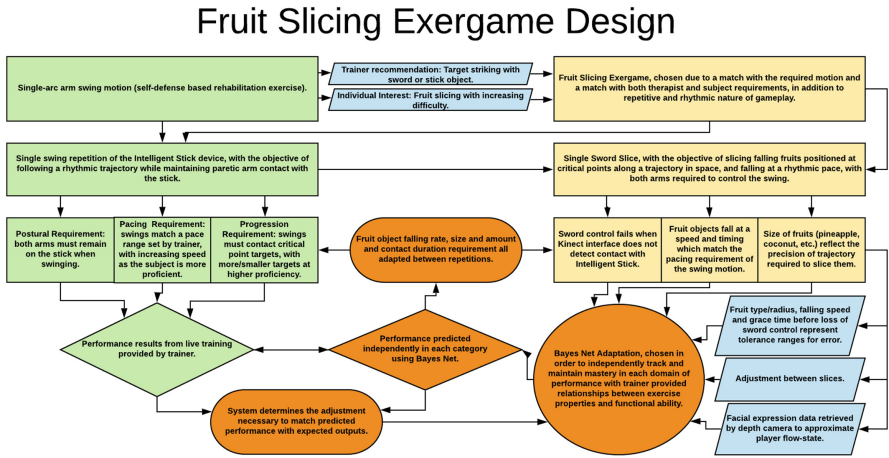 Fruit Slicing Exergame Design
Single-arc arm swing motion (self-defense based rehabilitation exercise).
Trainer recommendation: Target striking with
sword or stick object.
Individual Interest: Fruit slicing with increasing
difficulty.
Fruit Slicing Exergame, chosen due to a match with the required motion and
a match with both therapist and subject requirements, in addition to
repetitive and rhythmic nature of gameplay.
Single swing repetition of the Intelligent Stick device, with the objective of
following a rhythmic trajectory while maintaining paretic arm contact with
the stick.
Single Sword Slice, with the objective of slicing falling fruits positioned at
critical points along a trajectory in space, and falling at a rhythmic pace, with
both arms required to control the swing.
Postural Requirement:
both arms must remain
on the stick when
swinging.
Pacing Requirement:
swings match a pace
range set by trainer,
with increasing speed
as the subject is more
proficient.
Progression
Requirement: swings
must contact critical
point targets, with
more/smaller targets at
higher proficiency.
Fruit object falling rate, size and amount
and contact duration requirement all
adapted between repetitions.
Sword control fails when
Kinect interface does not
detect contact with
Intelligent Stick.
Fruit objects fall at a
speed and timing
which match the
pacing requirement of
the swing motion.
Size of fruits (pineapple,
coconut, etc.) reflect the
precision of trajectory
required to slice them.
Performance results from live training
provided by trainer.
Performance predicted
independently in each category
using Bayes Net.
Bayes Net Adaptation, chosen in
order to independently track and
maintain mastery in each domain of
performance with trainer provided
relationships between exercise
properties and functional ability.
Fruit type/radius, falling speed
and grace time before loss of
sword control represent
tolerance ranges for error.
Adjustment between slices.
Facial expression data retrieved
by depth camera to approximate
player flow-state.
System determines the adjustment
necessary to match predicted
performance with expected outputs.